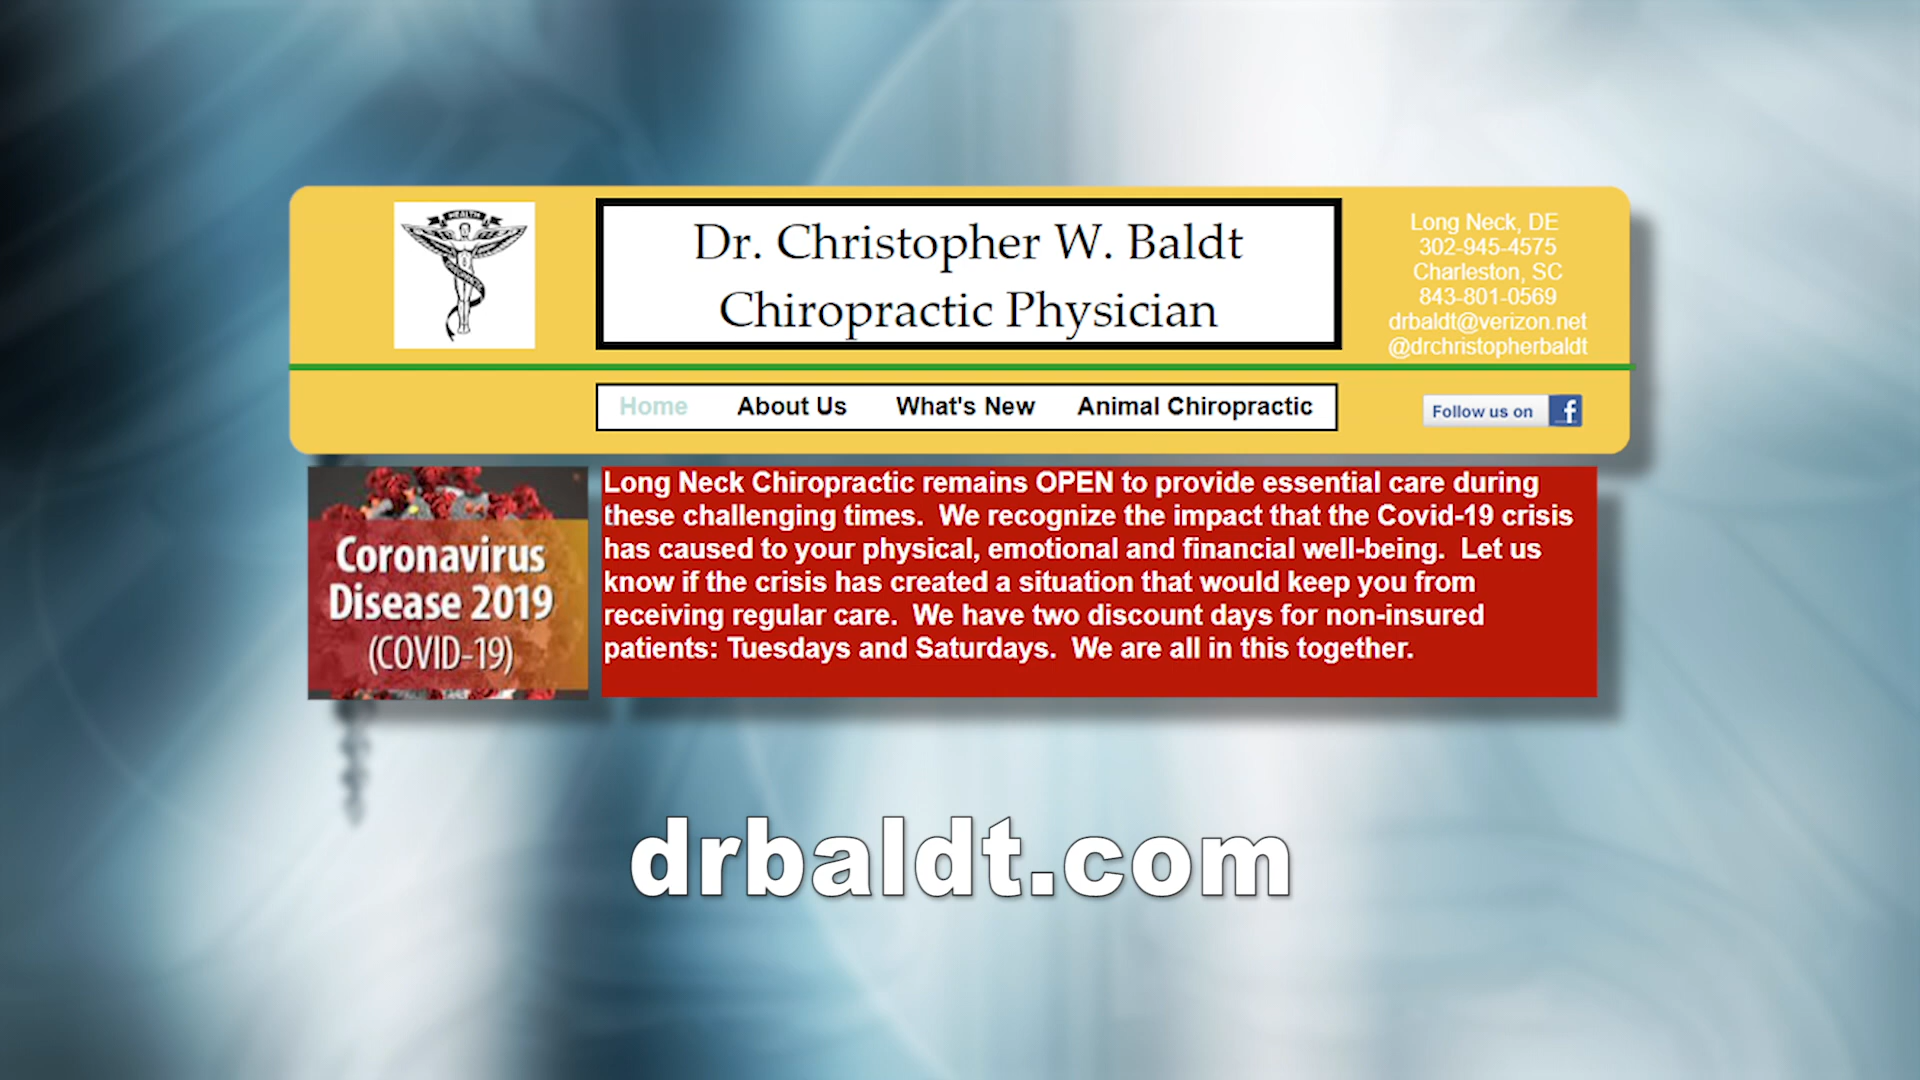 HEALTH
Dr. Christopher W. Baldt
Chiropractic Physician
Long Neck, DE
302-945-4575
Charleston, SC
843-801-0569
drbaldt@verizon.net
@drchristopherbaldt
Home About Us What's New Animal Chiropractic
Follow us on f
Coronavirus
Disease 2019
(COVID-19)
Long Neck Chiropractic remains OPEN to provide essential care during
these challenging times. We recognize the impact that the Covid-19 crisis
has caused to your physical, emotional and financial well-being. Let us
know if the crisis has created a situation that would keep you from
receiving regular care. We have two discount days for non-insured
patients: Tuesdays and Saturdays. We are all in this together.
drbaldt.com